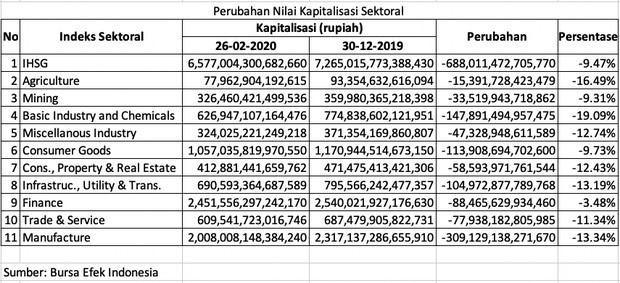 Perubahan Nilai Kapitalisasi Sektoral
No Indeks Sektoral Kapitalisasi (rupiah) Perubahan Persentase
26-02-2020 30-12-2019
1 IHSG 6,577,004,300,682,660 7,265,015,773,388,430 -688,011,472,705,770 -9.47%
2 Agriculture 77,962,904,192,615 93,354,632,616,094 -15,391,728,423,479 -16.49%
3 Mining 326,460,421,499,536 359,980,365,218,398 -33,519,943,718,862 -9.31%
4 Basic Industry and Chemicals 626,947,107,164,476 774,838,602,121,951 -147,891,494,957,475 -19.09%
5 Miscellanous Industry 324,025,221,249,218 371,354,169,860,807 -47,328,948,611,589 -12.74%
6 Consumer Goods 1,057,035,819,970,550 1,170,944,514,673,150 -113,908,694,702,600 -9.73%
7 Cons., Property & Real Estate 412,881,441,659,762 471,475,413,421,306 -58,593,971,761,544 -12.43%
8 Infrastruc., Utility & Trans. 690,593,364,687,589 795,566,242,477,357 -104,972,877,789,768 -13.19%
9 Finance 2,451,556,297,242,170 2,540,021,927,176,630 -88,465,629,934,460 -3.48%
10 Trade & Service 609,541,723,016,746 687,479,905,822,731 -77,938,182,805,985 -11.34%
11 Manufacture 2,008,008,148,384,240 2,317,137,286,655,910 -309,129,138,271,670 -13.34%
Sumber: Bursa Efek Indonesia